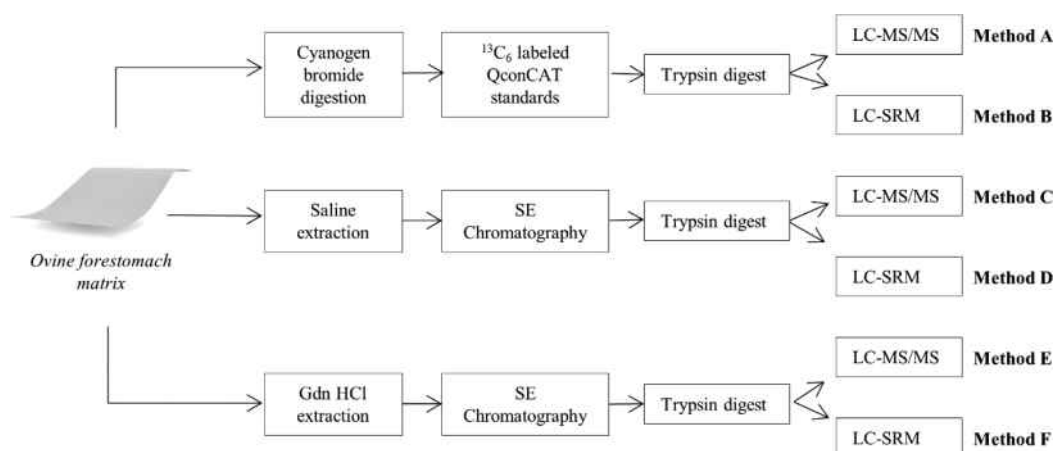 Cyanogen
bromide
digestion
¹³C₆ labeled
QconCAT
standards
Trypsin digest
LC-MS/MS
Method A
LC-SRM
Method B
Ovine forestomach
matrix
Saline
extraction
SE
Chromatography
Trypsin digest
LC-MS/MS
Method C
LC-SRM
Method D
Gdn HCl
extraction
SE
Chromatography
Trypsin digest
LC-MS/MS
Method E
LC-SRM
Method F